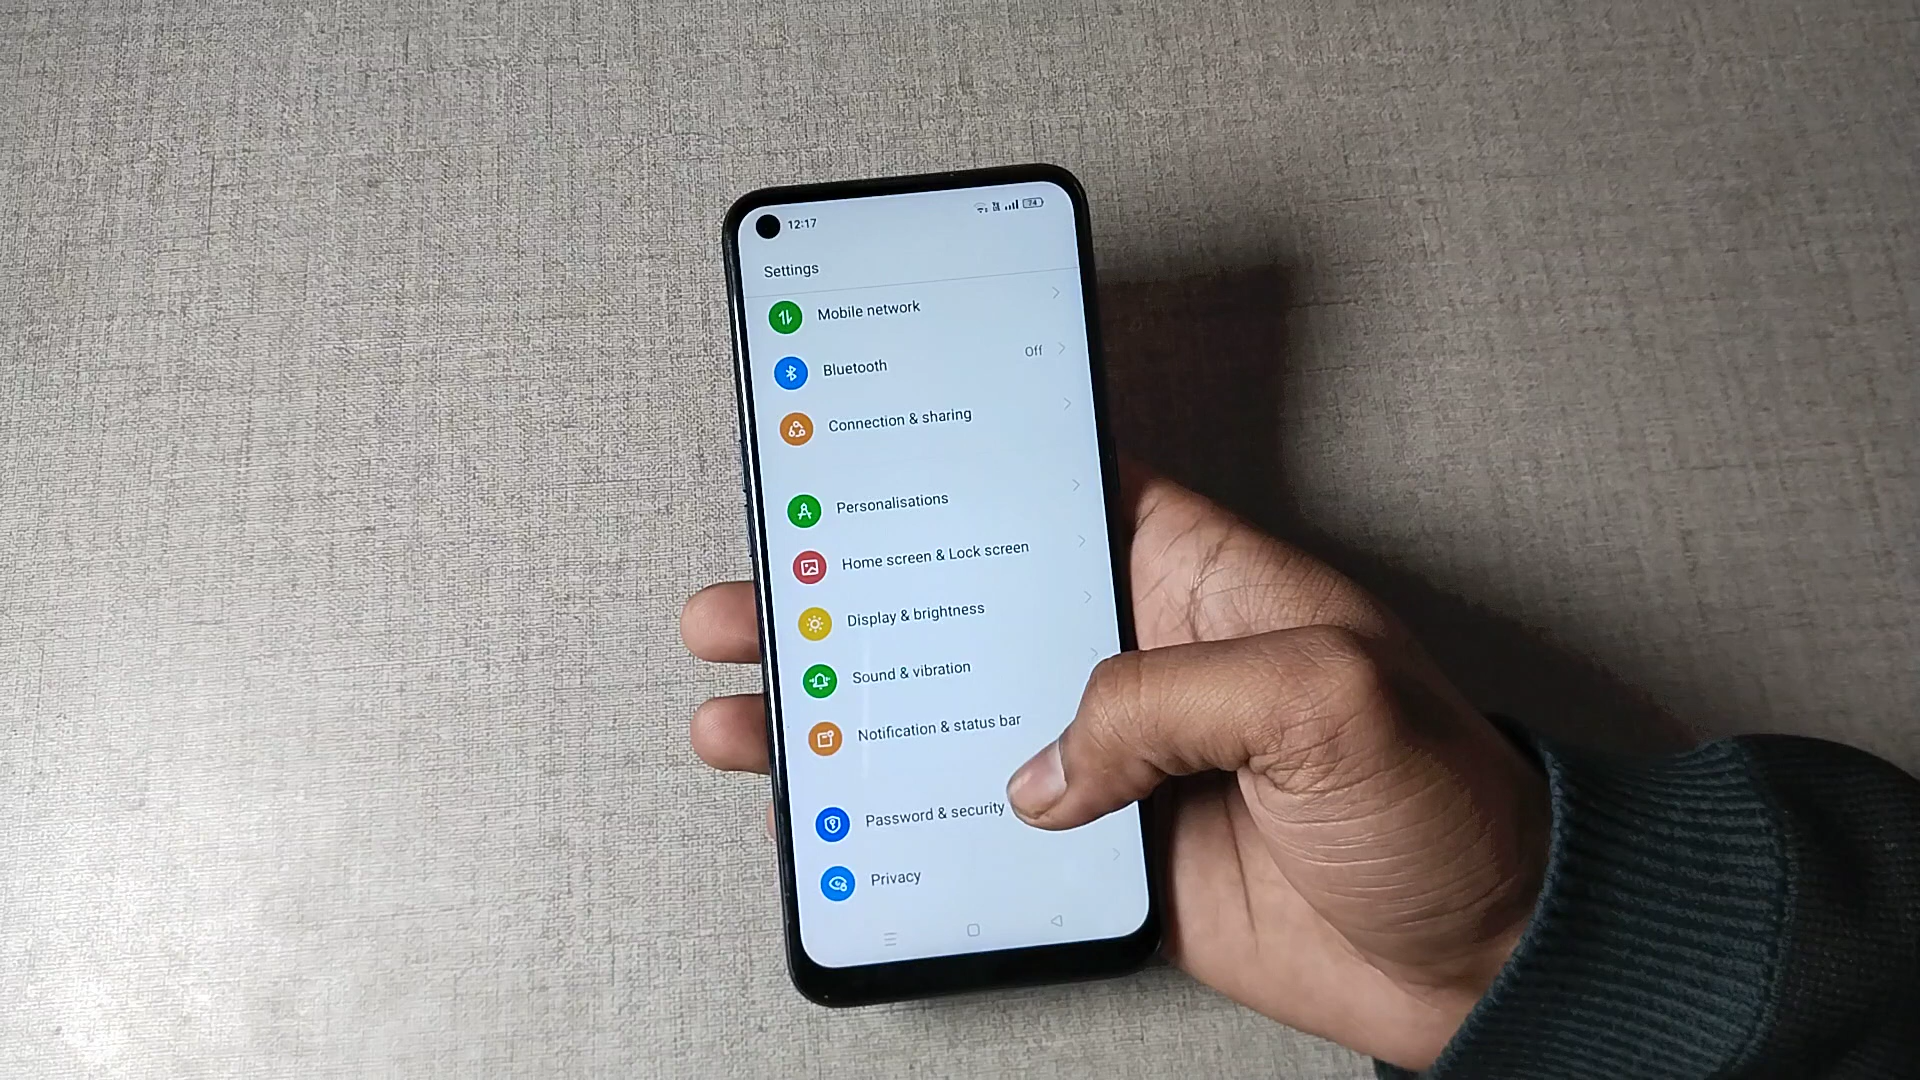 12:17
74
Settings
Mobile network
Bluetooth
Off
Connection & sharing
Personalisations
Home screen & Lock screen
Display & brightness
Sound & vibration
Notification & status bar
Password & security
Privacy